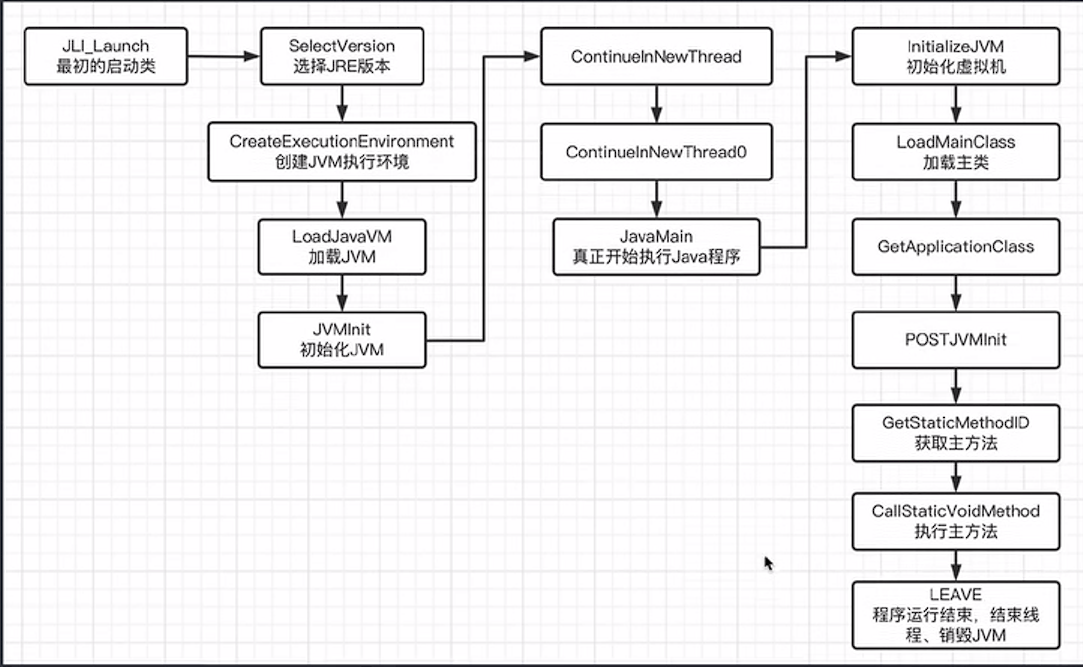 JLI_Launch
最初的启动类
SelectVersion
选择JRE版本
CreateExecutionEnvironment
创建JVM执行环境
LoadJavaVM
加载JVM
JVMInit
初始化JVM
ContinueInNewThread
ContinueInNewThread0
JavaMain
真正开始执行Java程序
InitializeJVM
初始化虚拟机
LoadMainClass
加载主类
GetApplicationClass
POSTJVMInit
GetStaticMethodID
获取主方法
CallStaticVoidMethod
执行主方法
LEAVE
程序运行结束，结束线
程、销毁JVM